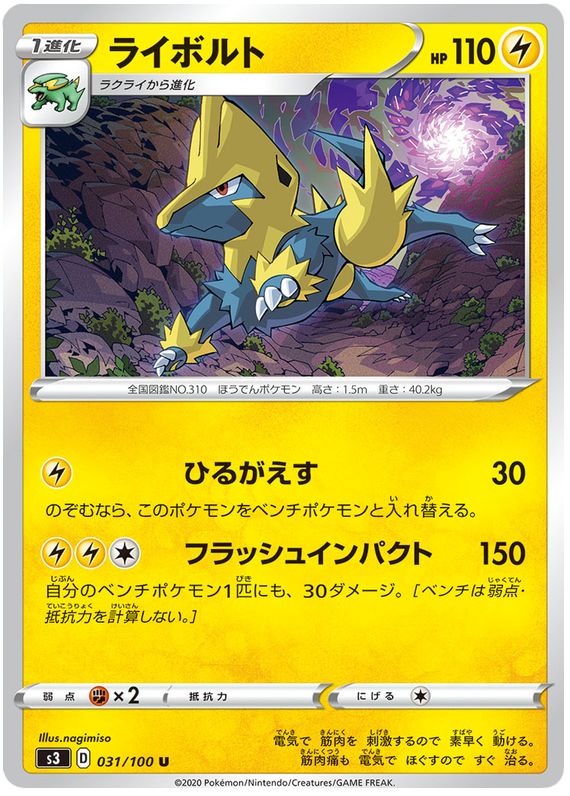 1進化
ライボルト
HP 110
ラクライから進化
全国図鑑NO.310 ほうでんポケモン 高さ：1.5m 重さ：40.2kg
ひるがえす 30
のぞむなら、このポケモンをベンチポケモンと入れ替える。
フラッシュインパクト 150
自分のベンチポケモン1匹にも、30ダメージ。［ベンチは弱点・
抵抗力を計算しない。］
弱点 ×2 抵抗力 にげる
Illus.nagimiso
s3 D 031/100 U
電気で 筋肉を 刺激するので 素早く 動ける。
筋肉痛も 電気で ほぐすので すぐ 治る。
©2020 Pokémon/Nintendo/Creatures/GAME FREAK.